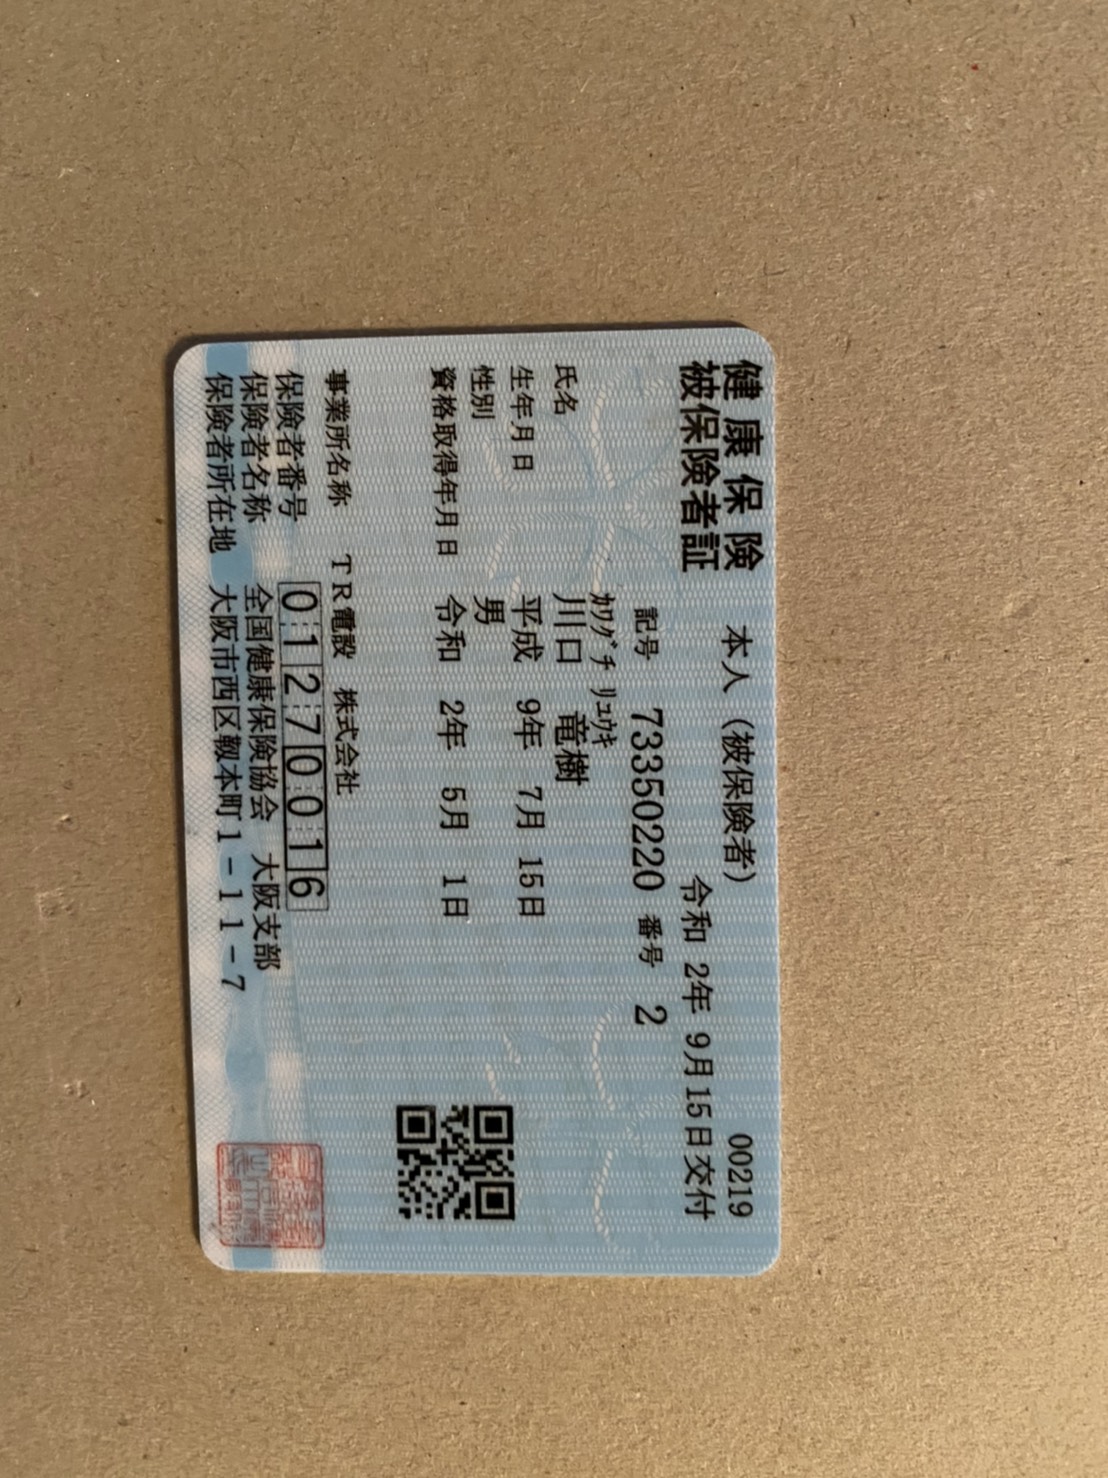 健康保険 本人（被保険者） 00219
被保険者証 令和 2年 9月15日交付
記号 73350220 番号 2
ｶﾜｸﾞﾁ ﾘｭｳｷ
氏名 川口 竜樹
生年月日 平成 9年 7月 15日
性別 男
資格取得年月日 令和 2年 5月 1日
事業所名称 ＴＲ電設 株式会社
保険者番号 01270016
保険者名称 全国健康保険協会 大阪支部
保険者所在地 大阪市西区靱本町1－11－7